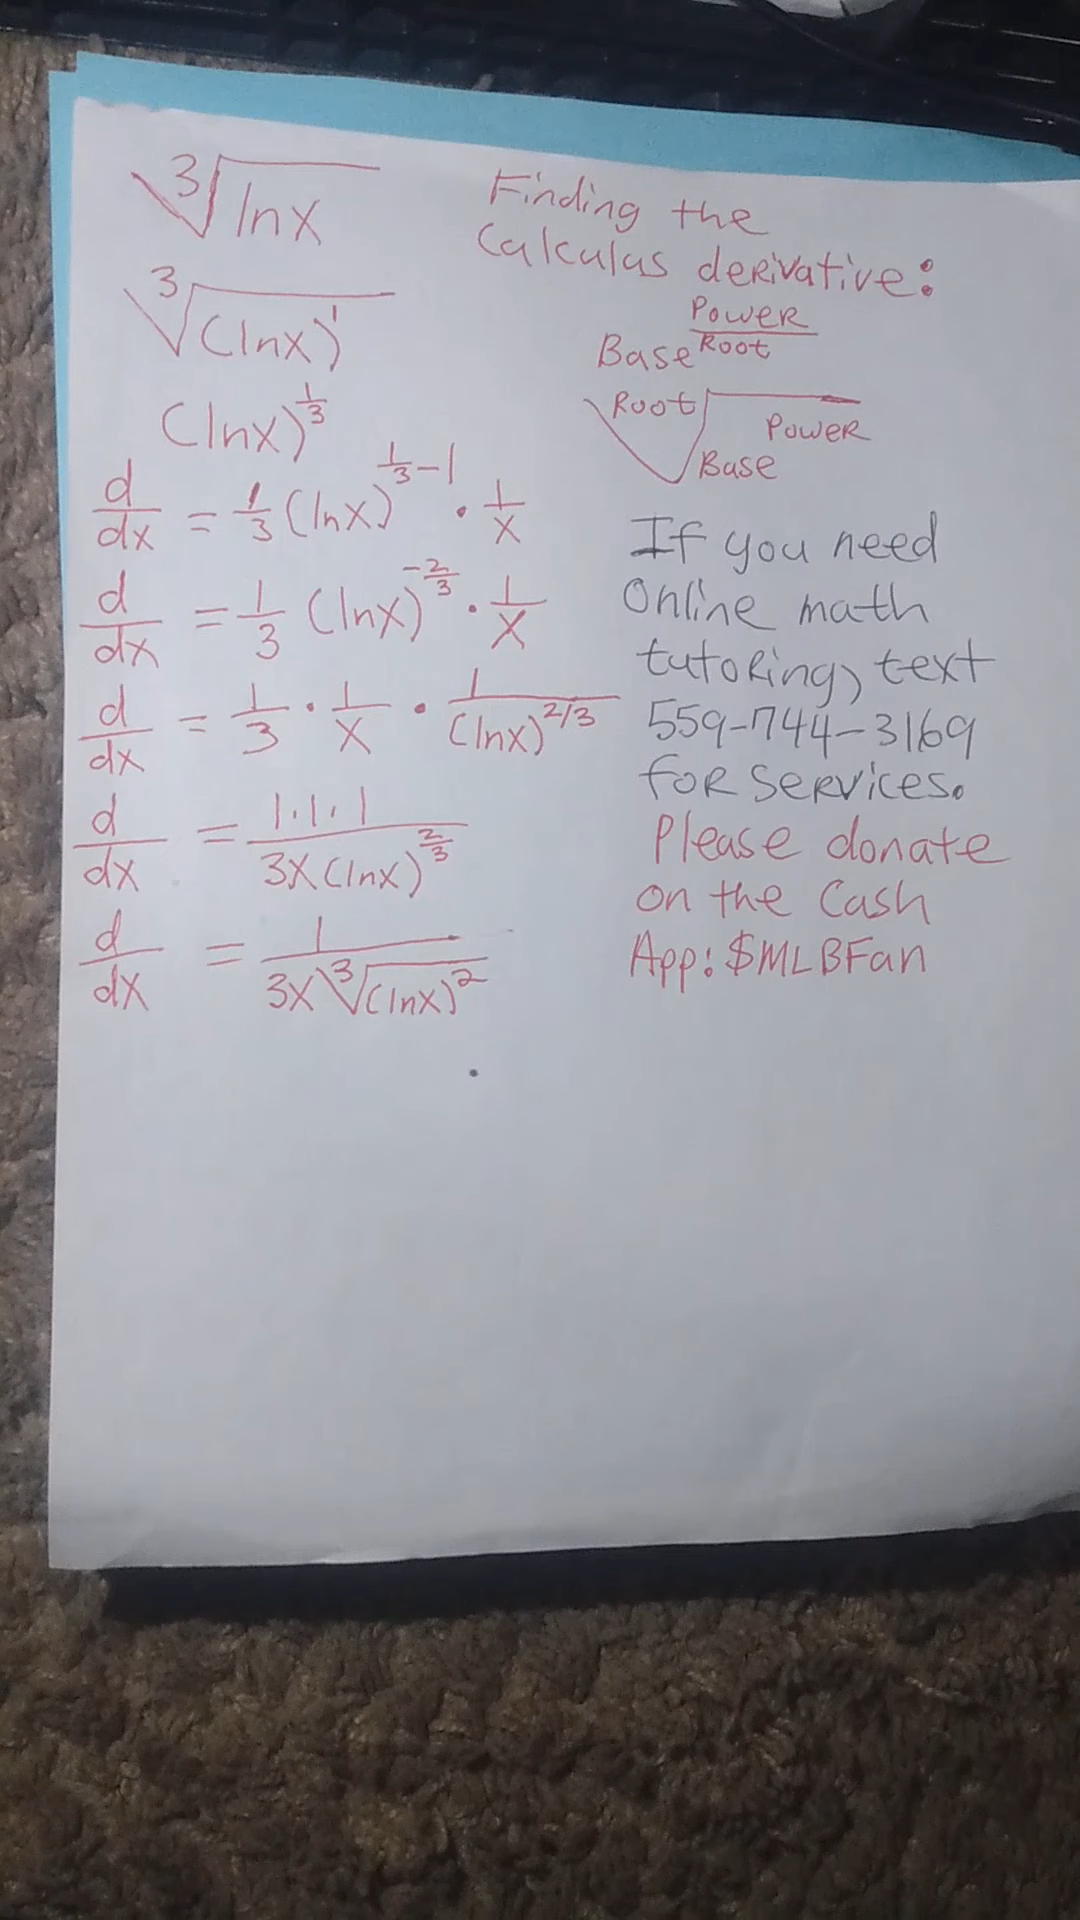 ³√lnx
³√(lnx)¹
(lnx)^1/3
d/dx = 1/3 (lnx)^1/3-1 · 1/x
d/dx = 1/3 (lnx)^-2/3 · 1/x
d/dx = 1/3 · 1/x · 1/(lnx)^2/3
d/dx = 1·1·1/3x(lnx)^2/3
d/dx = 1/3x³√(lnx)²
Finding the
Calculus derivative:
Base Power/Root
Root Power
Base
If you need
Online math
tutoring, text
559-744-3169
for services.
Please donate
on the Cash
App: $MLBFan